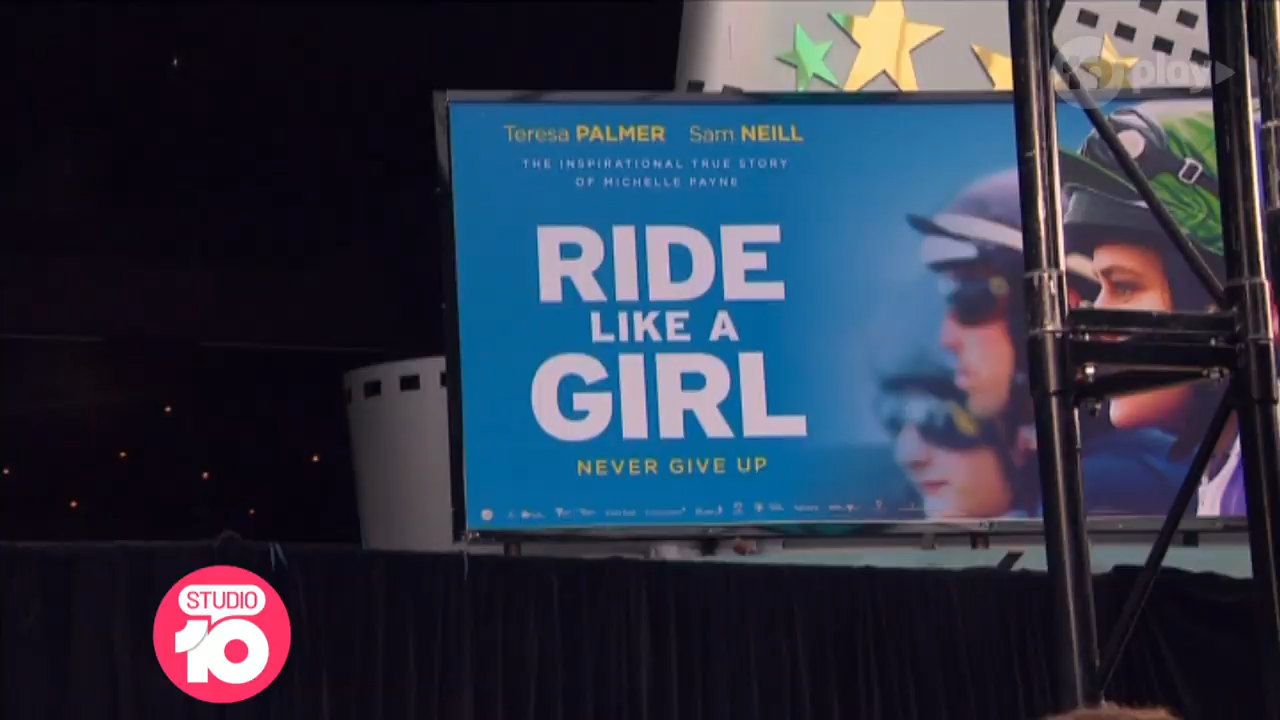 10 play
Teresa PALMER Sam NEILL
THE INSPIRATIONAL TRUE STORY
OF MICHELLE PAYNE
RIDE
LIKE A
GIRL
NEVER GIVE UP
STUDIO
10